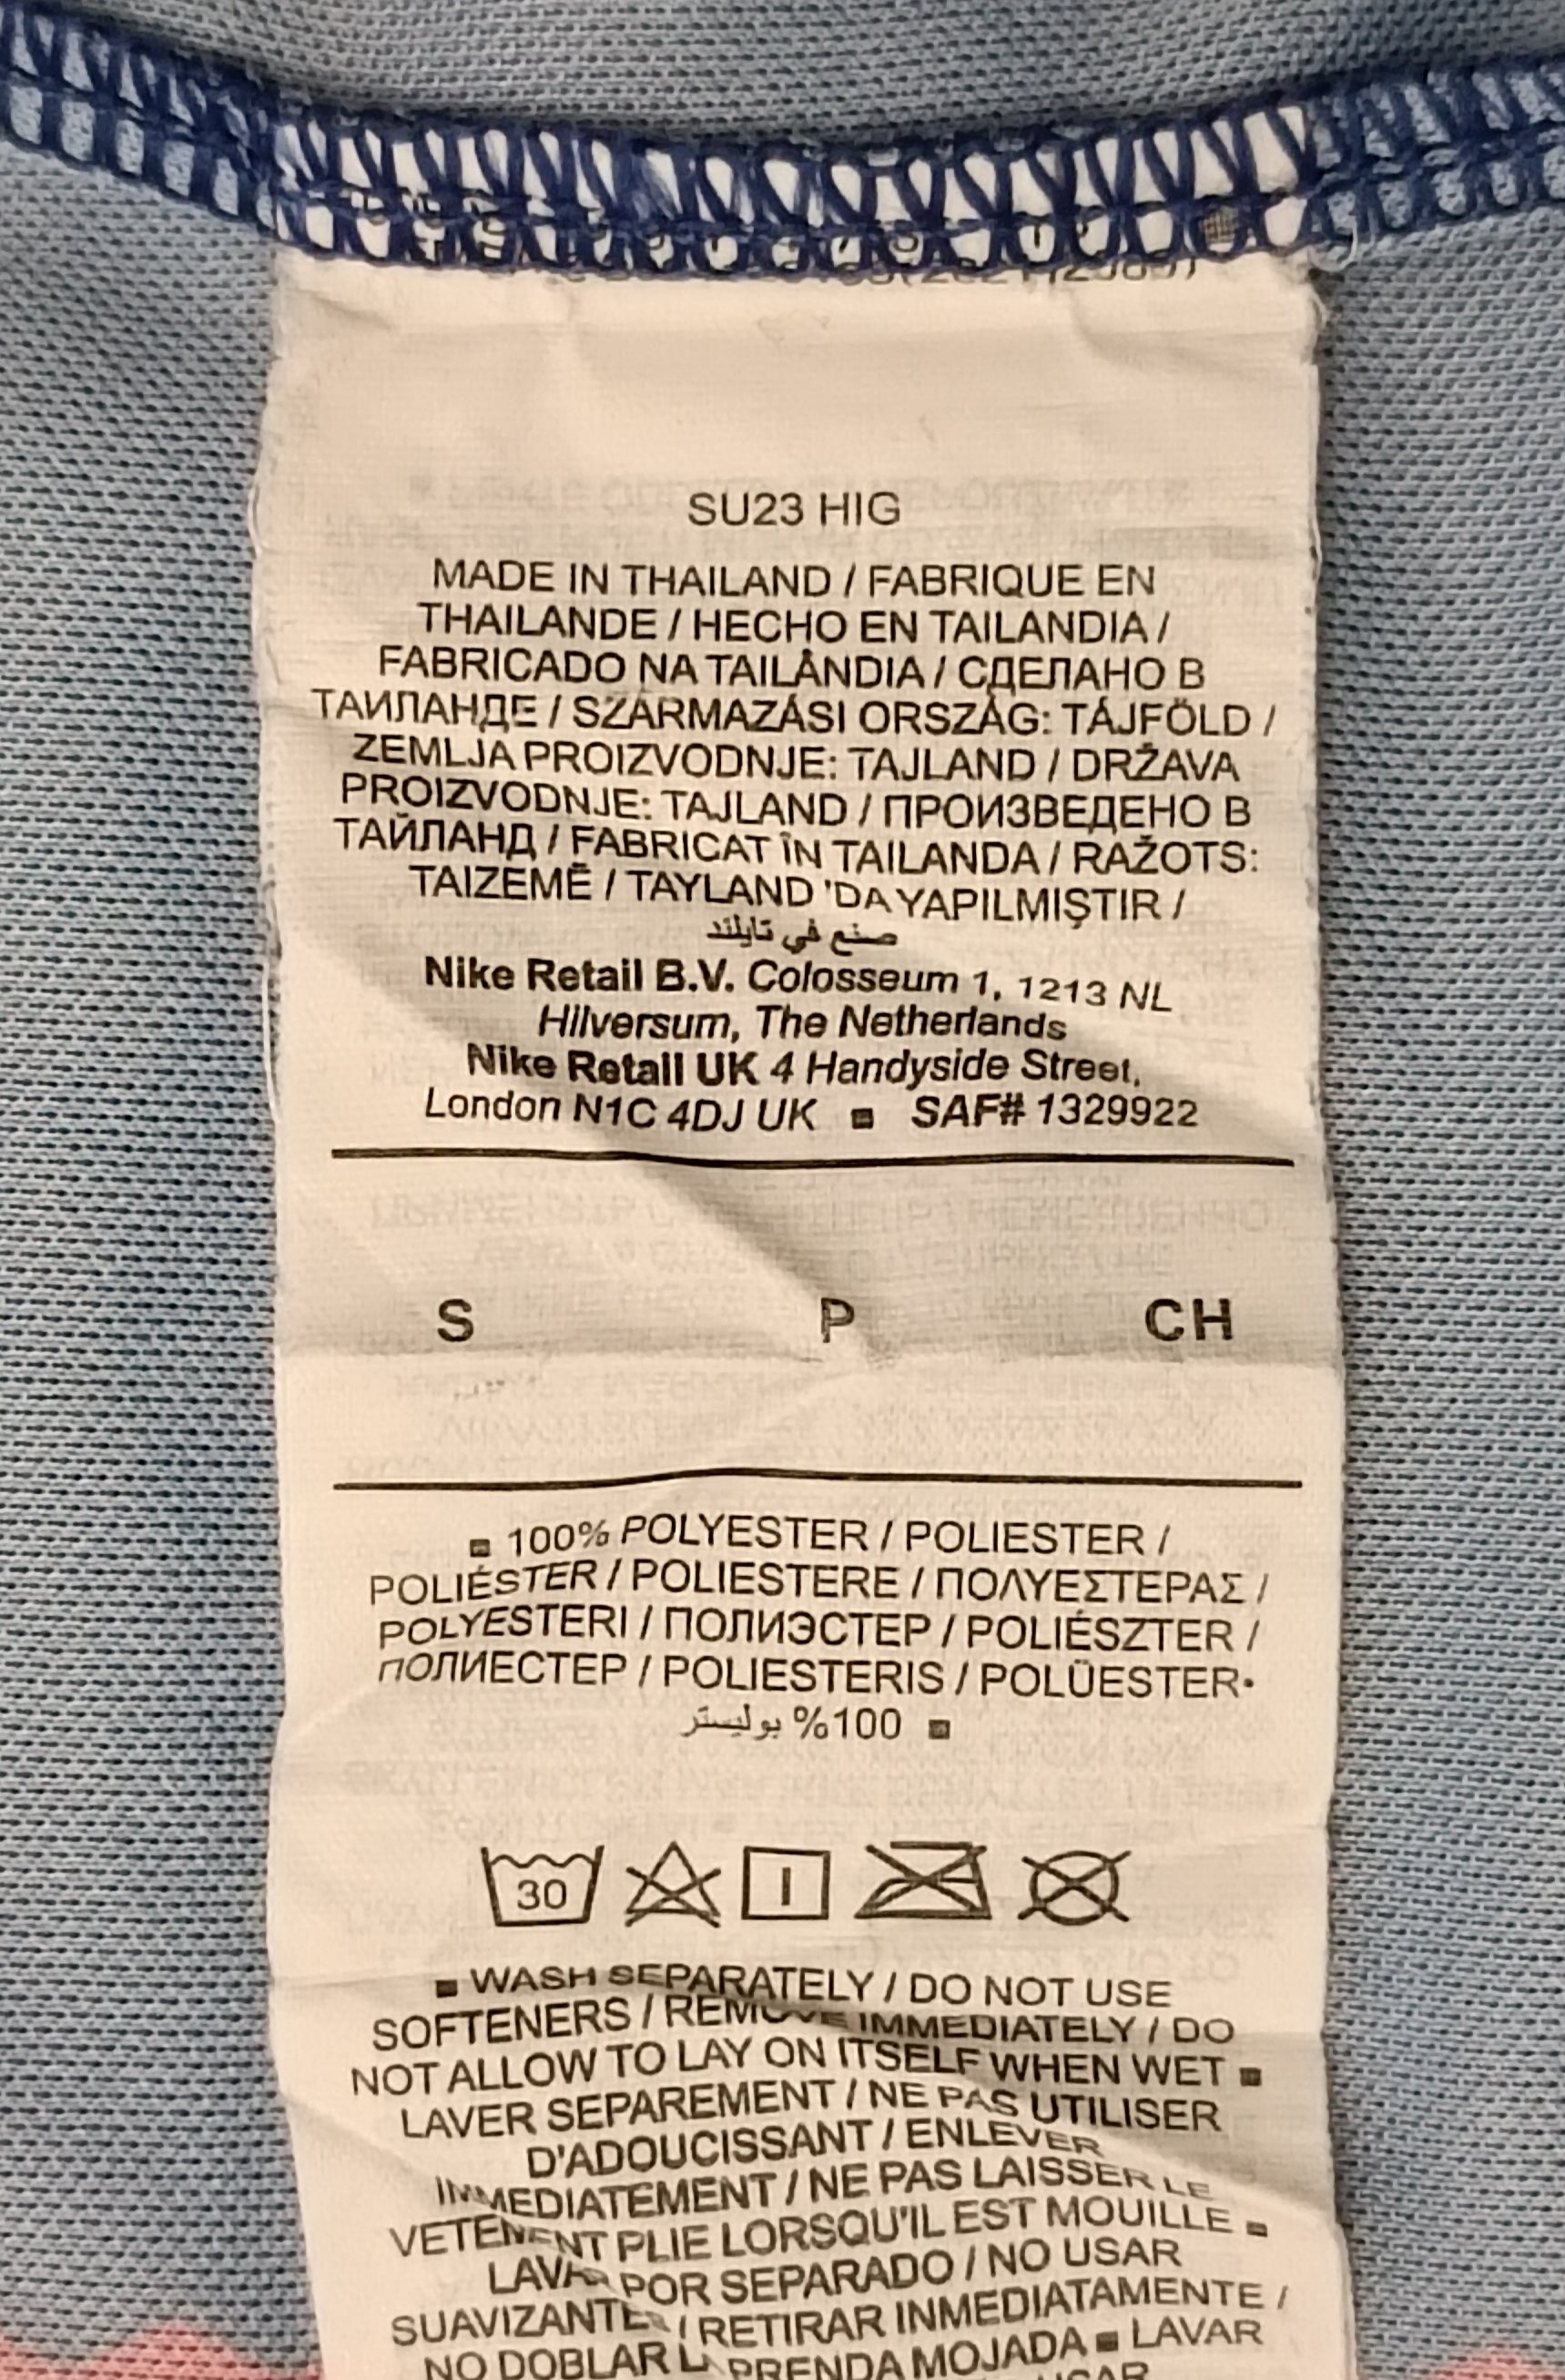 SU23 HIG
MADE IN THAILAND / FABRIQUE EN
THAILANDE / HECHO EN TAILANDIA /
FABRICADO NA TAILÂNDIA / СДЕЛАНО В
ТАИЛАНДЕ / SZÁRMAZÁSI ORSZÁG: TÁJFÖLD /
ZEMLJA PROIZVODNJE: TAJLAND / DRŽAVA
PROIZVODNJE: TAJLAND / ПРОИЗВЕДЕНО В
ТАЙЛАНД / FABRICAT ÎN TAILANDA / RAŽOTS:
TAIZEMĒ / TAYLAND 'DA YAPILMIŞTIR /
صنع في تايلند
Nike Retail B.V. Colosseum 1, 1213 NL
Hilversum, The Netherlands
Nike Retail UK 4 Handyside Street,
London N1C 4DJ UK ▪ SAF# 1329922
S P CH
▪ 100% POLYESTER / POLIESTER /
POLIÉSTER / POLIESTERE / ΠΟΛΥΕΣΤΕΡΑΣ /
POLYESTERI / ПОЛИЭСТЕР / POLIÉSZTER /
ПОЛИЕСТЕР / POLIESTERIS / POLÜESTER·
100% بوليستر ▪
30
▪ WASH SEPARATELY / DO NOT USE
SOFTENERS / REMOVE IMMEDIATELY / DO
NOT ALLOW TO LAY ON ITSELF WHEN WET ▪
LAVER SEPAREMENT / NE PAS UTILISER
D'ADOUCISSANT / ENLEVER
IMMEDIATEMENT / NE PAS LAISSER LE
VETEMENT PLIE LORSQU'IL EST MOUILLE ▪
LAVAR POR SEPARADO / NO USAR
SUAVIZANTE / RETIRAR INMEDIATAMENTE /
NO DOBLAR LA PRENDA MOJADA ▪ LAVAR
USAR